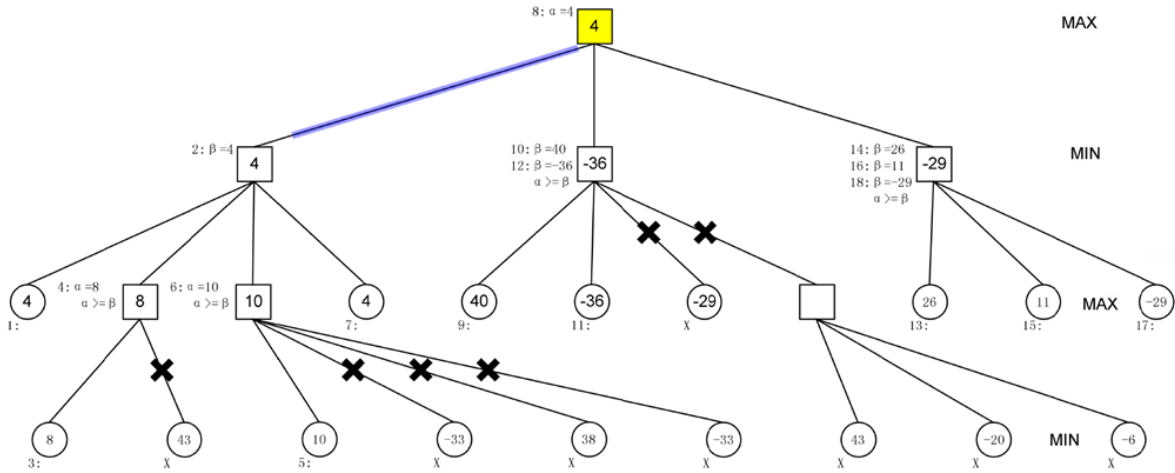 8: α=4
4
MAX
2: β=4
4
10: β=40
12: β=-36
α >= β
-36
14: β=26
16: β=11
18: β=-29
α >= β
-29
MIN
4
1:
4: α=8
α >= β
8
6: α=10
α >= β
10
4
7:
40
9:
-36
11:
-29
X
26
13:
11
15:
MAX
-29
17:
8
3:
43
X
10
5:
-33
X
38
X
-33
X
43
X
-20
X
MIN
-6
X